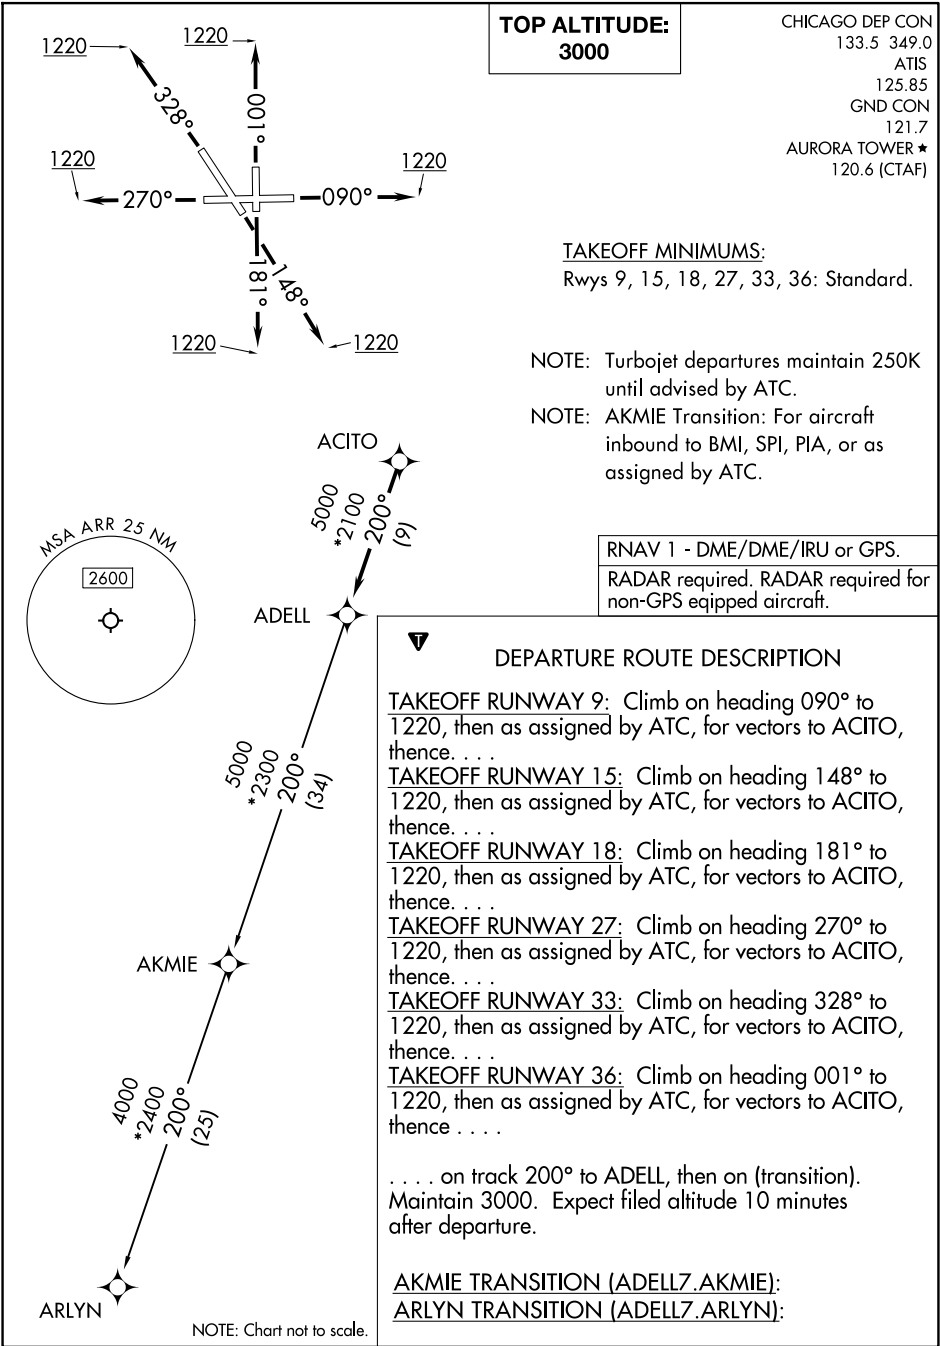 TOP ALTITUDE:
3000
CHICAGO DEP CON
133.5 349.0
ATIS
125.85
GND CON
121.7
AURORA TOWER ★
120.6 (CTAF)
1220
1220
328°
001°
1220
1220
270°
090°
181°
148°
1220
1220
TAKEOFF MINIMUMS:
Rwys 9, 15, 18, 27, 33, 36: Standard.
NOTE: Turbojet departures maintain 250K
until advised by ATC.
NOTE: AKMIE Transition: For aircraft
inbound to BMI, SPI, PIA, or as
assigned by ATC.
ACITO
5000
*2100
200°
(9)
MSA ARR 25 NM
2600
ADELL
RNAV 1 - DME/DME/IRU or GPS.
RADAR required. RADAR required for
non-GPS eqipped aircraft.
5000
*2300
200°
(34)
AKMIE
4000
*2400
200°
(25)
ARLYN
NOTE: Chart not to scale.
T
DEPARTURE ROUTE DESCRIPTION
TAKEOFF RUNWAY 9: Climb on heading 090° to
1220, then as assigned by ATC, for vectors to ACITO,
thence. . . .
TAKEOFF RUNWAY 15: Climb on heading 148° to
1220, then as assigned by ATC, for vectors to ACITO,
thence. . . .
TAKEOFF RUNWAY 18: Climb on heading 181° to
1220, then as assigned by ATC, for vectors to ACITO,
thence. . . .
TAKEOFF RUNWAY 27: Climb on heading 270° to
1220, then as assigned by ATC, for vectors to ACITO,
thence. . . .
TAKEOFF RUNWAY 33: Climb on heading 328° to
1220, then as assigned by ATC, for vectors to ACITO,
thence. . . .
TAKEOFF RUNWAY 36: Climb on heading 001° to
1220, then as assigned by ATC, for vectors to ACITO,
thence . . . .
. . . . on track 200° to ADELL, then on (transition).
Maintain 3000. Expect filed altitude 10 minutes
after departure.
AKMIE TRANSITION (ADELL7.AKMIE):
ARLYN TRANSITION (ADELL7.ARLYN):